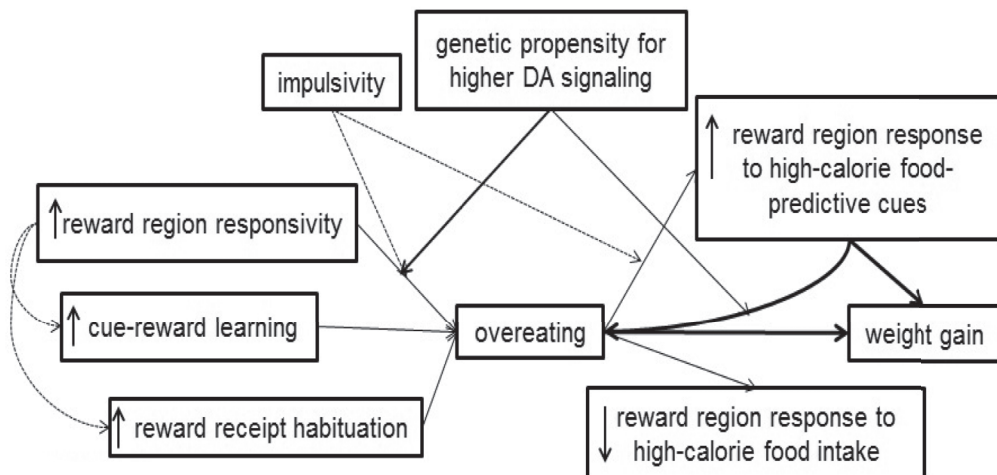 genetic propensity for
higher DA signaling
impulsivity
reward region response
to high-calorie food-
predictive cues
reward region responsivity
cue-reward learning
overeating
weight gain
reward receipt habituation
reward region response to
high-calorie food intake